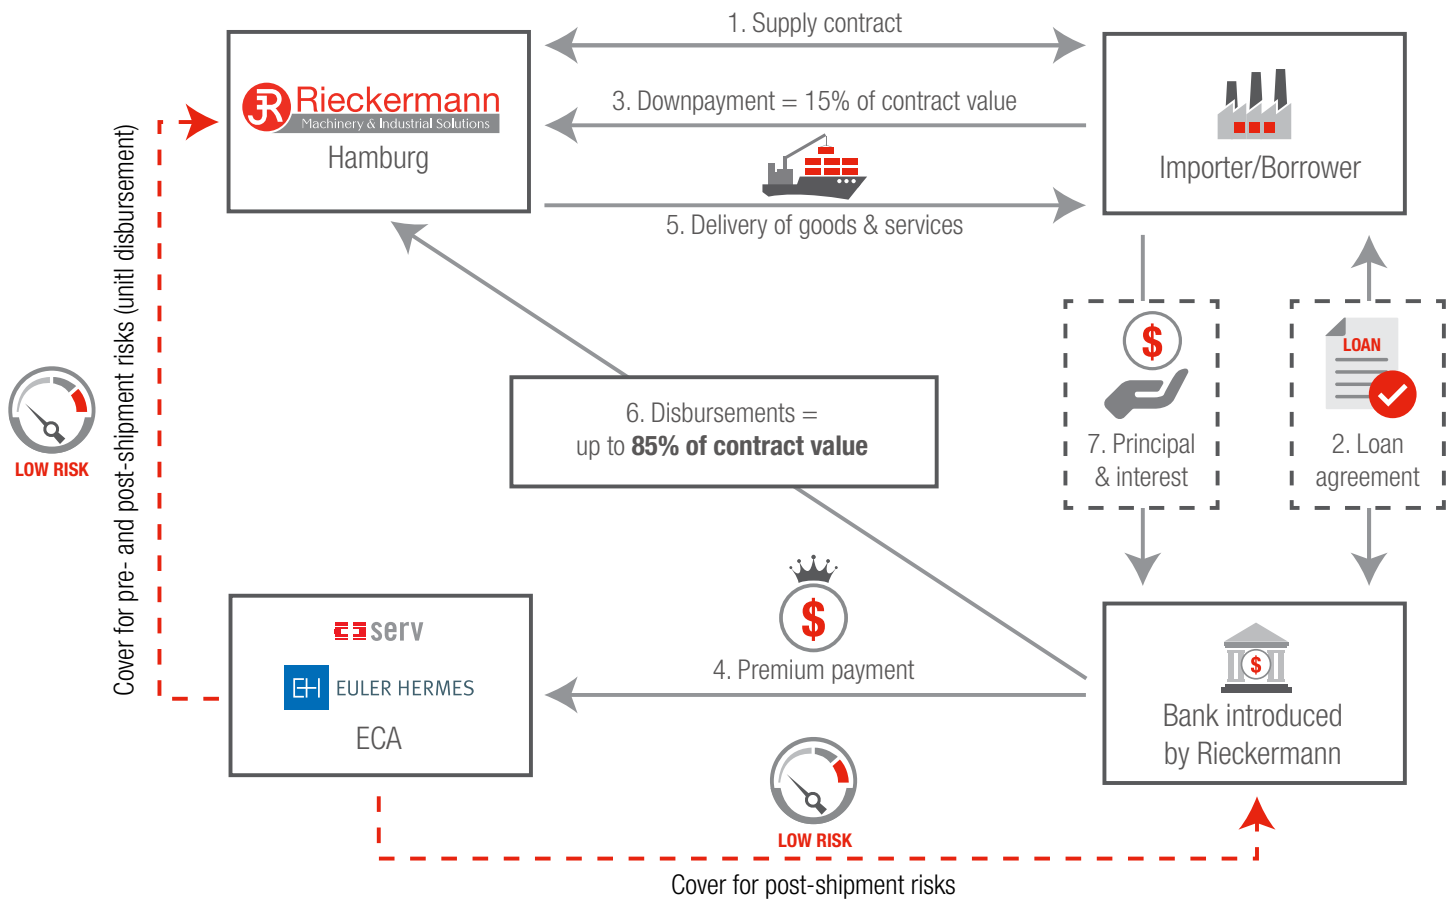 1. Supply contract
JR Rieckermann
Machinery & Industrial Solutions
Hamburg
3. Downpayment = 15% of contract value
Importer/Borrower
5. Delivery of goods & services
Cover for pre- and post-shipment risks (unitl disbursement)
LOW RISK
6. Disbursements =
up to 85% of contract value
$
7. Principal
& interest
LOAN
2. Loan
agreement
serv
EH EULER HERMES
ECA
$
4. Premium payment
$
Bank introduced
by Rieckermann
LOW RISK
Cover for post-shipment risks